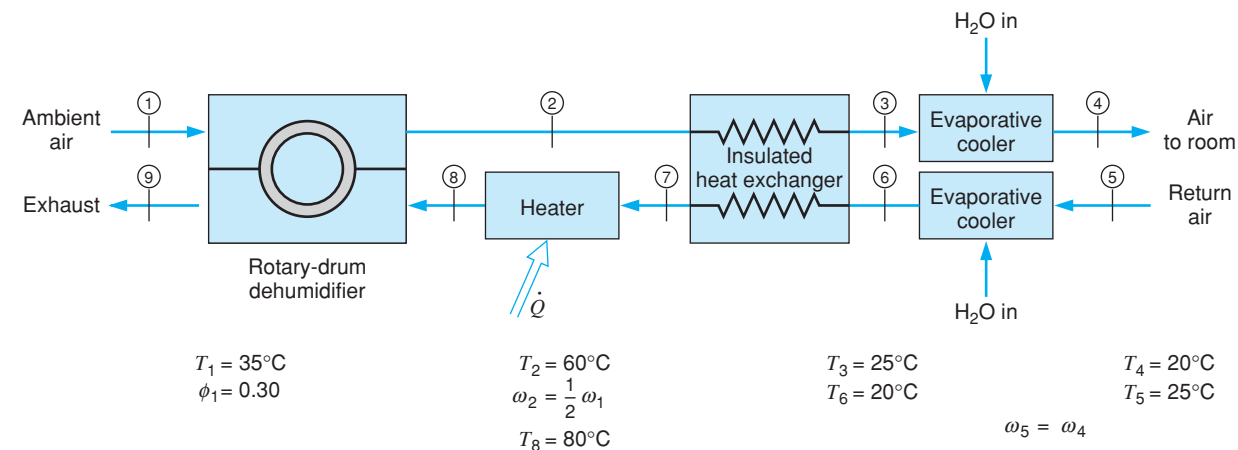 H₂O in
① ② ③ ④
Ambient air
Evaporative cooler
Air to room
Insulated heat exchanger
⑨ ⑧ ⑦ ⑥ ⑤
Exhaust
Heater
Evaporative cooler
Return air
Rotary-drum dehumidifier
Q̇
H₂O in
T₁ = 35°C
ϕ₁ = 0.30
T₂ = 60°C
ω₂ = 1/2 ω₁
T₈ = 80°C
T₃ = 25°C
T₆ = 20°C
T₄ = 20°C
T₅ = 25°C
ω₅ = ω₄